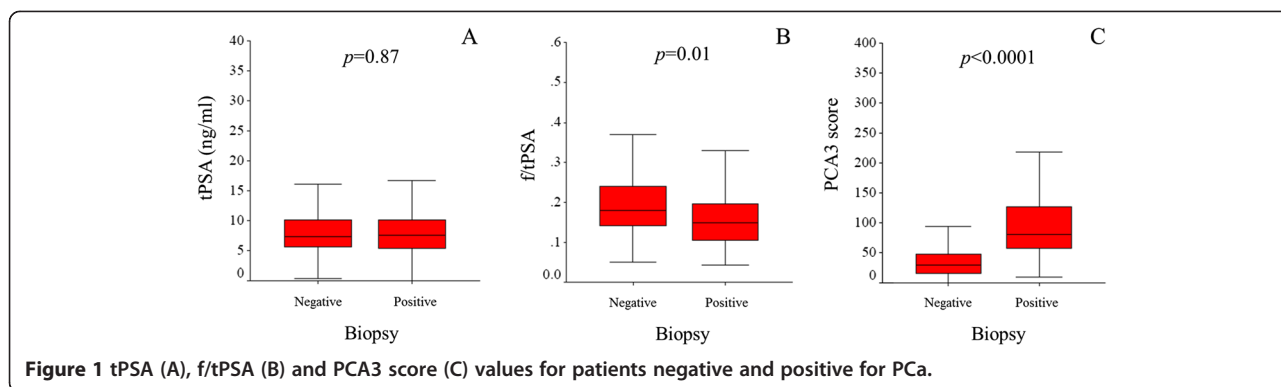 A
p=0.87
tPSA (ng/ml)
40
35
30
25
20
15
10
5
0
Negative
Positive
Biopsy
B
p=0.01
f/tPSA
.6
.5
.4
.3
.2
.1
0.0
Negative
Positive
Biopsy
C
p<0.0001
PCA3 score
400
350
300
250
200
150
100
50
0
Negative
Positive
Biopsy
Figure 1 tPSA (A), f/tPSA (B) and PCA3 score (C) values for patients negative and positive for PCa.